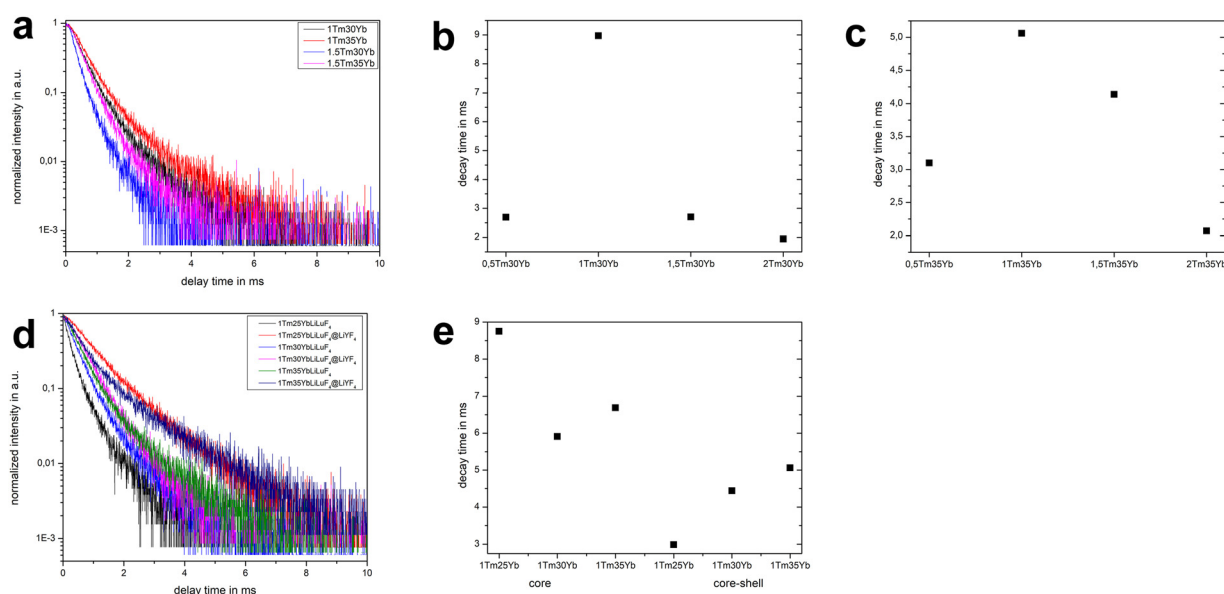 a
1Tm30Yb
1Tm35Yb
1.5Tm30Yb
1.5Tm35Yb
normalized intensity in a.u.
1
0,1
0,01
1E-3
0 2 4 6 8 10
delay time in ms
b
decay time in ms
9
8
7
6
5
4
3
2
0,5Tm30Yb 1Tm30Yb 1,5Tm30Yb 2Tm30Yb
c
decay time in ms
5,0
4,5
4,0
3,5
3,0
2,5
2,0
0,5Tm35Yb 1Tm35Yb 1,5Tm35Yb 2Tm35Yb
d
1Tm25YbLiLuF4
1Tm25YbLiLuF4@LiYF4
1Tm30YbLiLuF4
1Tm30YbLiLuF4@LiYF4
1Tm35YbLiLuF4
1Tm35YbLiLuF4@LiYF4
normalized intensity in a.u.
1
0,1
0,01
1E-3
0 2 4 6 8 10
delay time in ms
e
decay time in ms
9
8
7
6
5
4
3
1Tm25Yb 1Tm30Yb 1Tm35Yb 1Tm25Yb 1Tm30Yb 1Tm35Yb
core core-shell